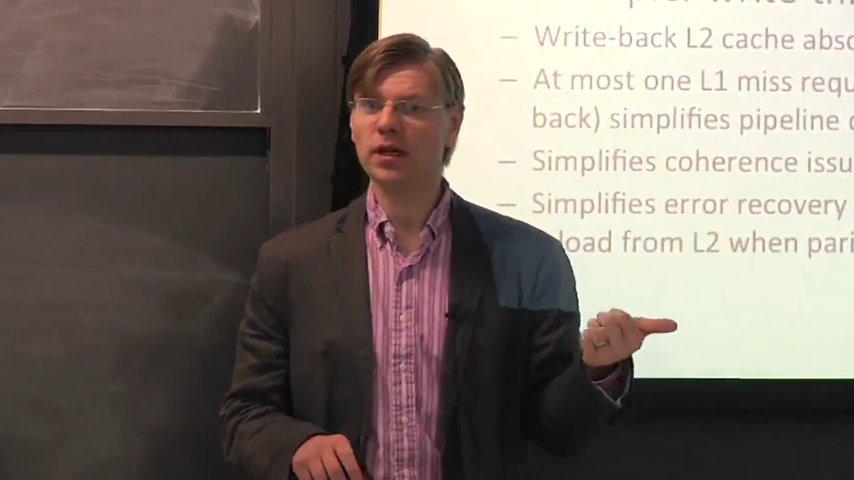 – Write-back L2 cache abs
– At most one L1 miss requ
back) simplifies pipeline
– Simplifies coherence issu
– Simplifies error recovery
load from L2 when pari